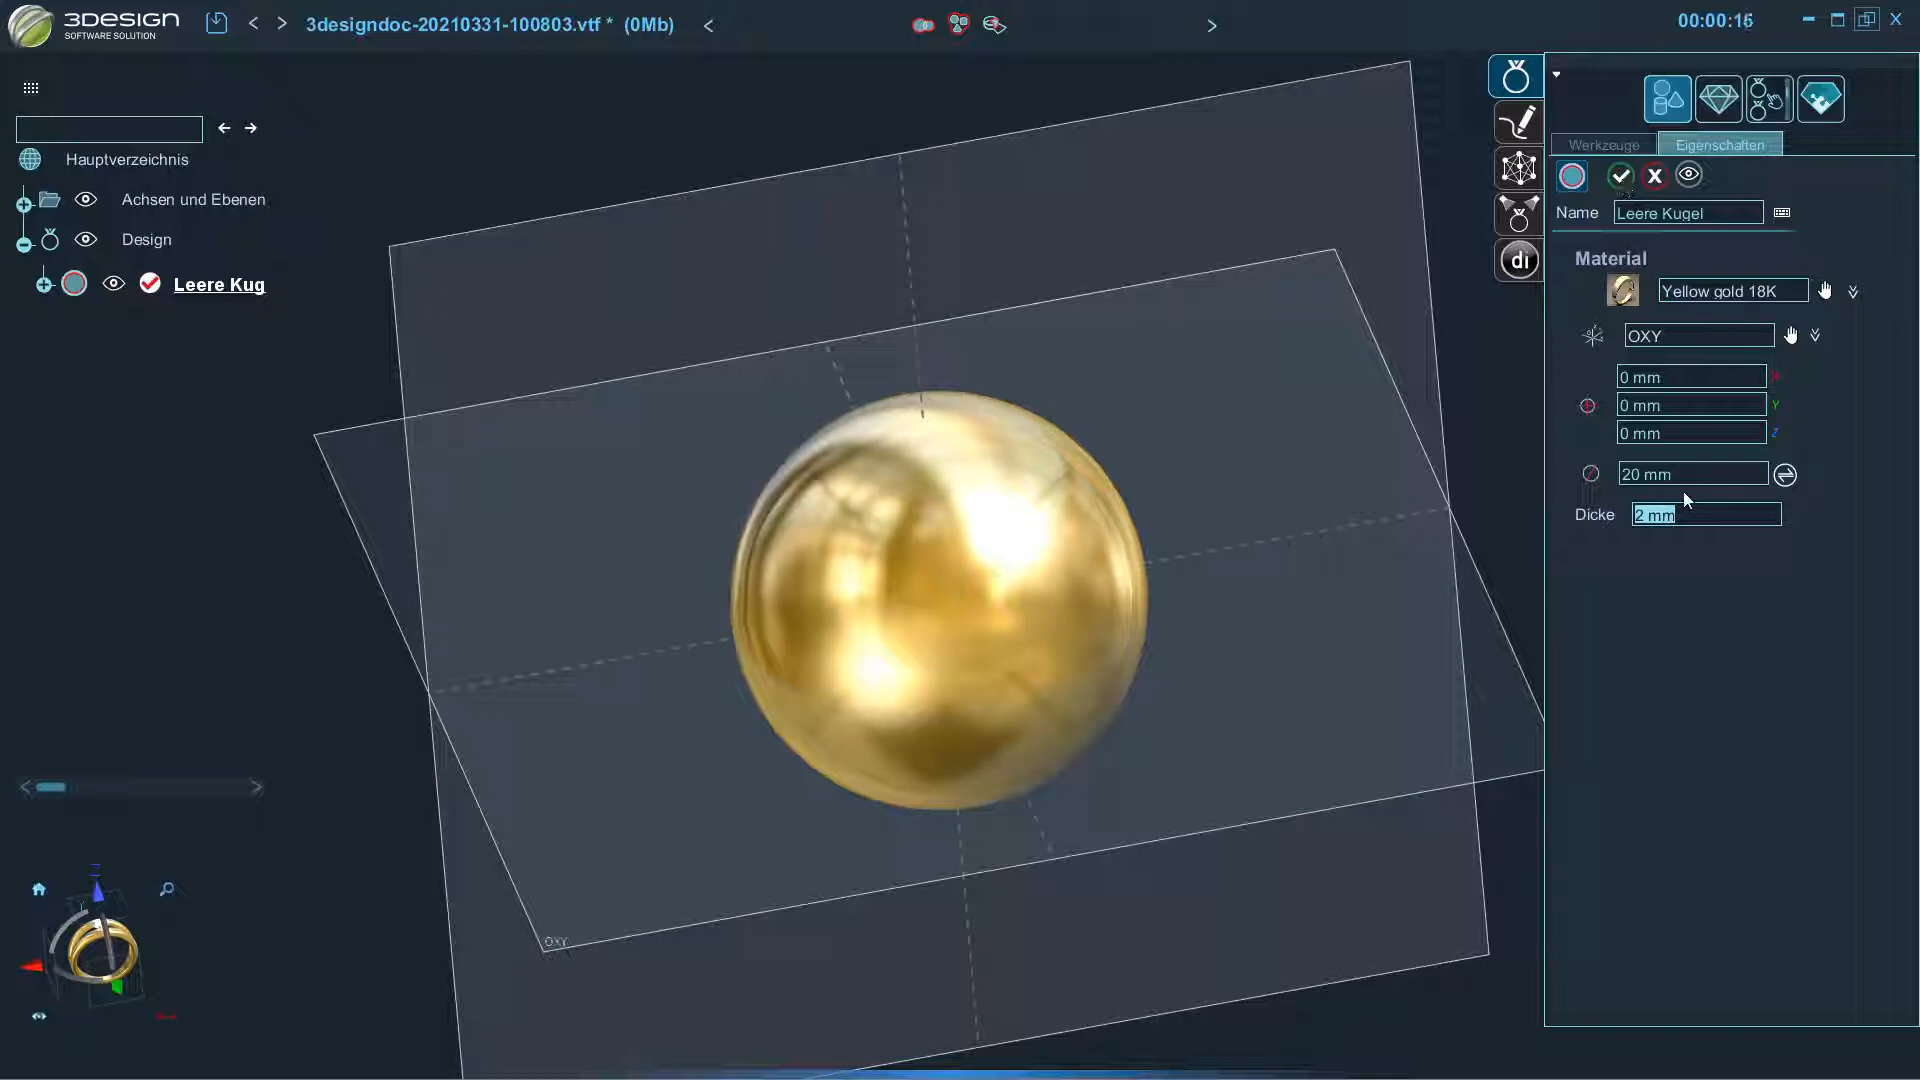 3DESIGN
SOFTWARE SOLUTION
3designdoc-20210331-100803.vtf * (0Mb)
00:00:15
Hauptverzeichnis
Achsen und Ebenen
Design
Leere Kug
Werkzeuge
Eigenschaften
Name
Leere Kugel
Material
Yellow gold 18K
OXY
0 mm X
0 mm Y
0 mm Z
20 mm
Dicke
2 mm
di
OXY
Z